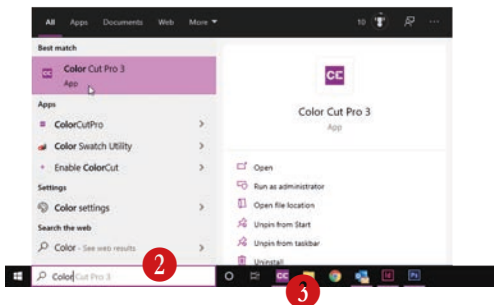 All Apps Documents Web More 10
Best match
CC Color Cut Pro 3
App
Apps
ColorCutPro
Color Swatch Utility
Enable ColorCut
Settings
Color settings
Search the web
Color - See web results
Color Cut Pro 3
2
CC
Color Cut Pro 3
App
Open
Run as administrator
Open file location
Unpin from Start
Unpin from taskbar
Uninstall
CC
Id
Ps
3